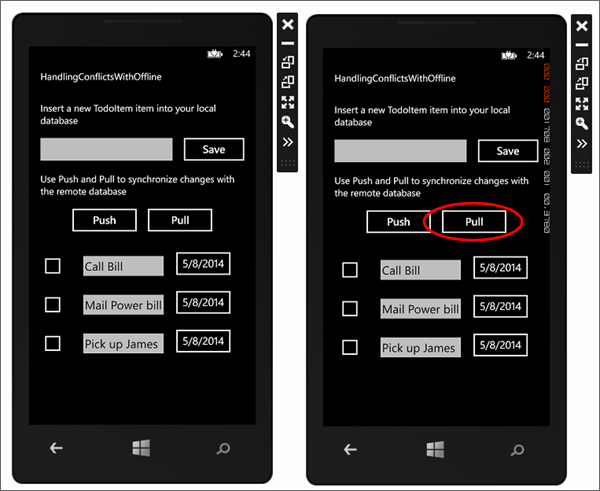 2:44
HandlingConflictsWithOffline
Insert a new TodoItem item into your local
database
Save
Use Push and Pull to synchronize changes with
the remote database
Push Pull
Call Bill 5/8/2014
Mail Power bill 5/8/2014
Pick up James 5/8/2014
2:44
HandlingConflictsWithOffline
Insert a new TodoItem item into your local
database
Save
Use Push and Pull to synchronize changes with
the remote database
Push Pull
Call Bill 5/8/2014
Mail Power bill 5/8/2014
Pick up James 5/8/2014